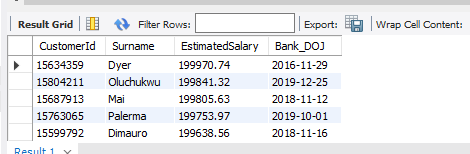 Result Grid Filter Rows: Export: Wrap Cell Content:
CustomerId Surname EstimatedSalary Bank_DOJ
15634359 Dyer 199970.74 2016-11-29
15804211 Oluchukwu 199841.32 2019-12-25
15687913 Mai 199805.63 2018-11-12
15763065 Palerma 199753.97 2019-10-01
15599792 Dimauro 199638.56 2018-11-16
Result 1